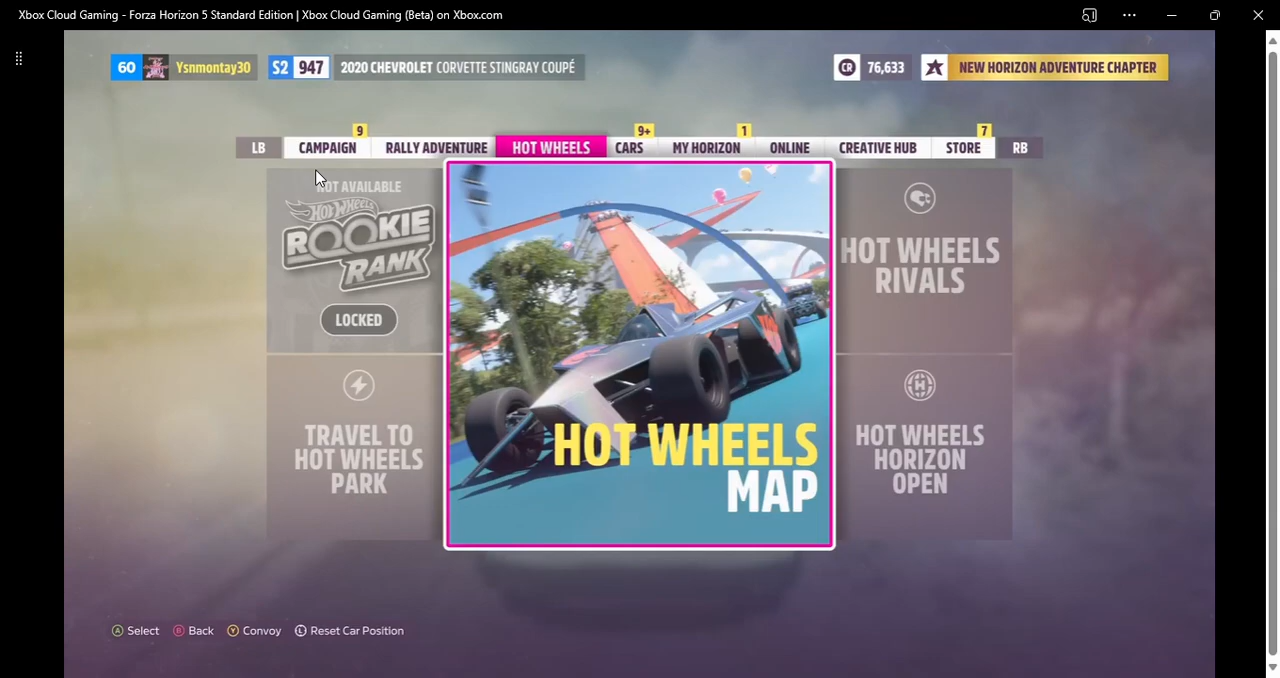 Xbox Cloud Gaming - Forza Horizon 5 Standard Edition | Xbox Cloud Gaming (Beta) on Xbox.com
60 Ysnmontay30 S2 947 2020 CHEVROLET CORVETTE STINGRAY COUPÉ CR 76,633 NEW HORIZON ADVENTURE CHAPTER
9 9+ 1 7
LB CAMPAIGN RALLY ADVENTURE HOT WHEELS CARS MY HORIZON ONLINE CREATIVE HUB STORE RB
NOT AVAILABLE
HOT WHEELS
ROOKIE
RANK
LOCKED
TRAVEL TO
HOT WHEELS
PARK
HOT WHEELS
MAP
HOT WHEELS
RIVALS
HOT WHEELS
HORIZON
OPEN
A Select B Back Y Convoy L Reset Car Position